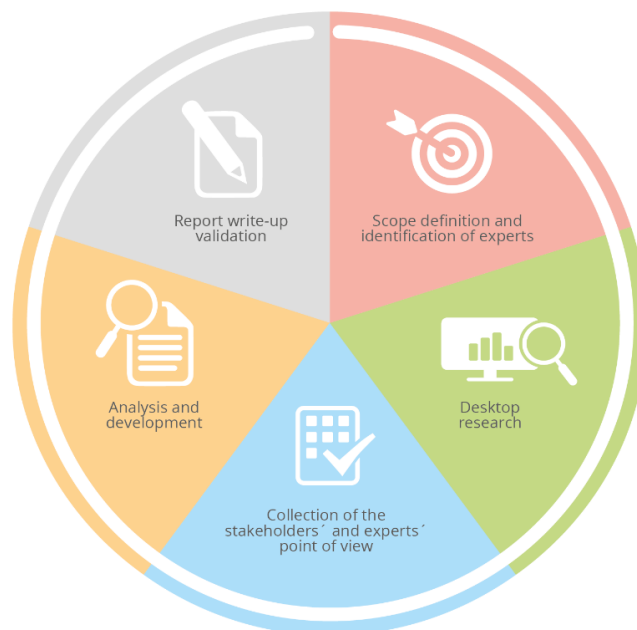 Scope definition and
identification of experts
Desktop
research
Collection of the
stakeholders´ and experts´
point of view
Analysis and
development
Report write-up
validation